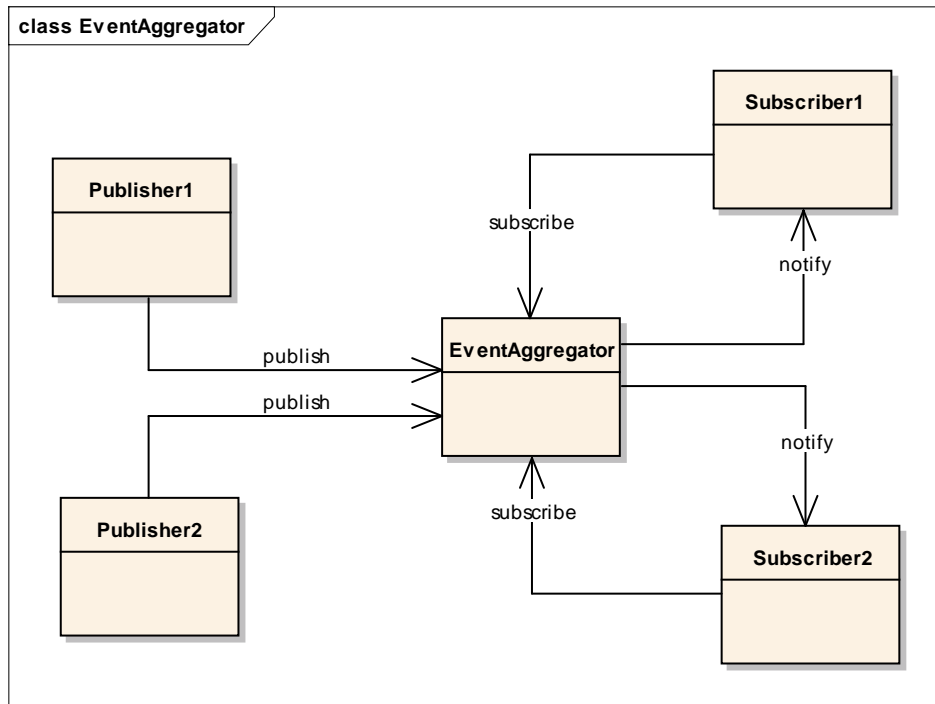 class EventAggregator
Subscriber1
Publisher1
subscribe
notify
EventAggregator
publish
publish
notify
subscribe
Publisher2
Subscriber2